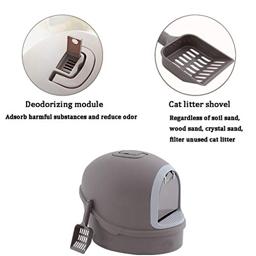 Deodorizing module
Adsorb harmful substances and reduce odor
Cat litter shovel
Regardless of soil sand,
wood sand, crystal sand,
filter unused cat litter